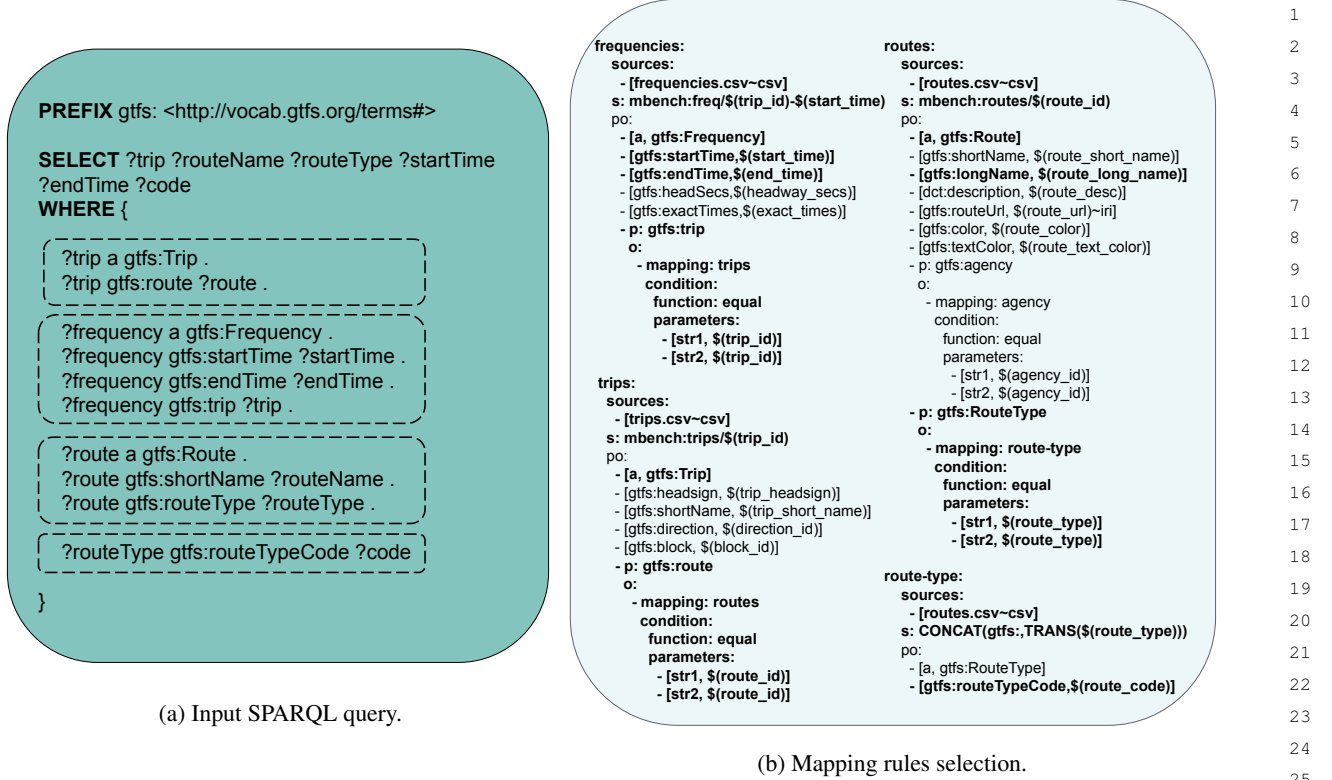 PREFIX gtfs: <http://vocab.gtfs.org/terms#>
SELECT ?trip ?routeName ?routeType ?startTime
?endTime ?code
WHERE {
?trip a gtfs:Trip .
?trip gtfs:route ?route .
?frequency a gtfs:Frequency .
?frequency gtfs:startTime ?startTime .
?frequency gtfs:endTime ?endTime .
?frequency gtfs:trip ?trip .
?route a gtfs:Route .
?route gtfs:shortName ?routeName .
?route gtfs:routeType ?routeType .
?routeType gtfs:routeTypeCode ?code
}
(a) Input SPARQL query.
frequencies:
sources:
- [frequencies.csv~csv]
s: mbench:freq/$(trip_id)-$(start_time)
po:
- [a, gtfs:Frequency]
- [gtfs:startTime,$(start_time)]
- [gtfs:endTime,$(end_time)]
- [gtfs:headSecs,$(headway_secs)]
- [gtfs:exactTimes,$(exact_times)]
- p: gtfs:trip
o:
- mapping: trips
condition:
function: equal
parameters:
- [str1, $(trip_id)]
- [str2, $(trip_id)]
trips:
sources:
- [trips.csv~csv]
s: mbench:trips/$(trip_id)
po:
- [a, gtfs:Trip]
- [gtfs:headsign, $(trip_headsign)]
- [gtfs:shortName, $(trip_short_name)]
- [gtfs:direction, $(direction_id)]
- [gtfs:block, $(block_id)]
- p: gtfs:route
o:
- mapping: routes
condition:
function: equal
parameters:
- [str1, $(route_id)]
- [str2, $(route_id)]
routes:
sources:
- [routes.csv~csv]
s: mbench:routes/$(route_id)
po:
- [a, gtfs:Route]
- [gtfs:shortName, $(route_short_name)]
- [gtfs:longName, $(route_long_name)]
- [dct:description, $(route_desc)]
- [gtfs:routeUrl, $(route_url)~iri]
- [gtfs:color, $(route_color)]
- [gtfs:textColor, $(route_text_color)]
- p: gtfs:agency
o:
- mapping: agency
condition:
function: equal
parameters:
- [str1, $(agency_id)]
- [str2, $(agency_id)]
- p: gtfs:RouteType
o:
- mapping: route-type
condition:
function: equal
parameters:
- [str1, $(route_type)]
- [str2, $(route_type)]
route-type:
sources:
- [routes.csv~csv]
s: CONCAT(gtfs:,TRANS($(route_type)))
po:
- [a, gtfs:RouteType]
- [gtfs:routeTypeCode,$(route_code)]
(b) Mapping rules selection.
1
2
3
4
5
6
7
8
9
10
11
12
13
14
15
16
17
18
19
20
21
22
23
24
25